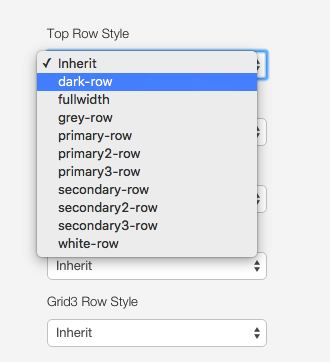 Top Row Style
✓ Inherit
dark-row
fullwidth
grey-row
primary-row
primary2-row
primary3-row
secondary-row
secondary2-row
secondary3-row
white-row
Inherit
Grid3 Row Style
Inherit